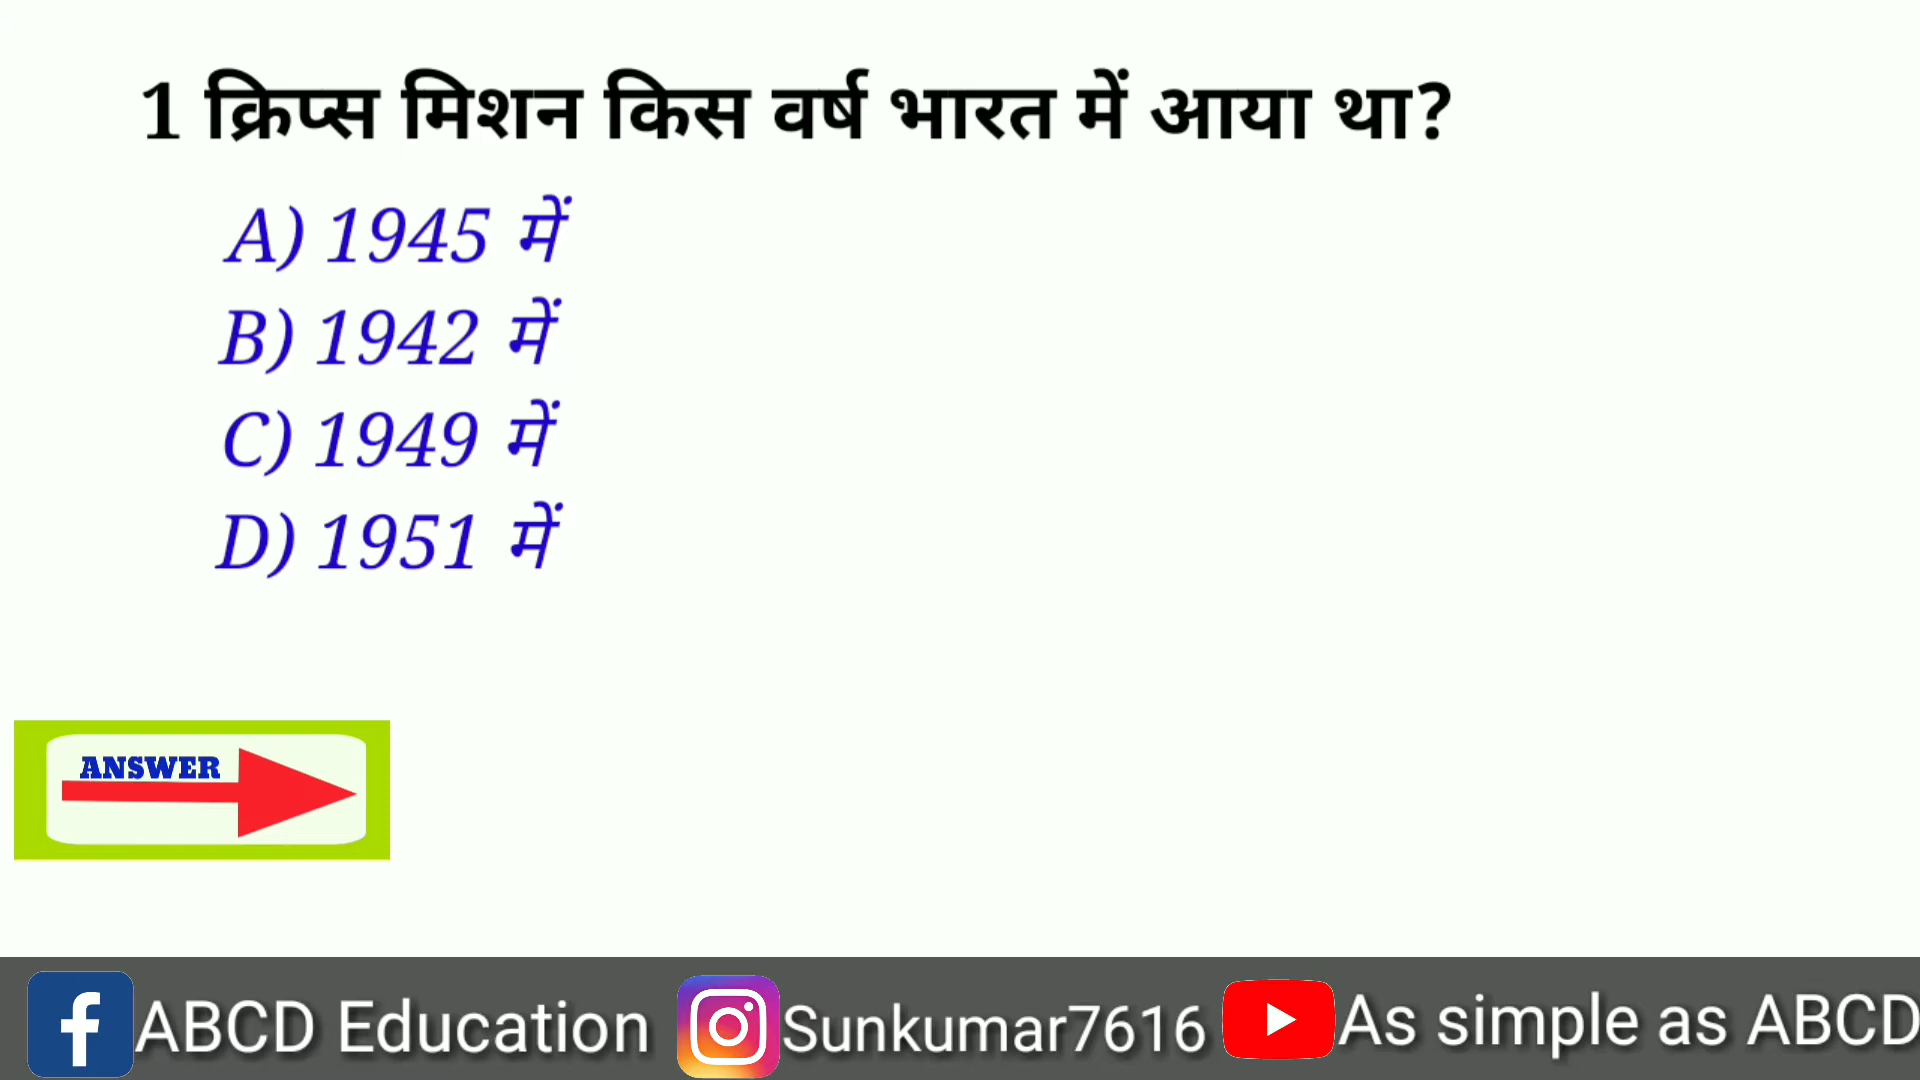 1 क्रिप्स मिशन किस वर्ष भारत में आया था?
A) 1945 में
B) 1942 में
C) 1949 में
D) 1951 में
ANSWER
ABCD Education Sunkumar7616 As simple as ABCD